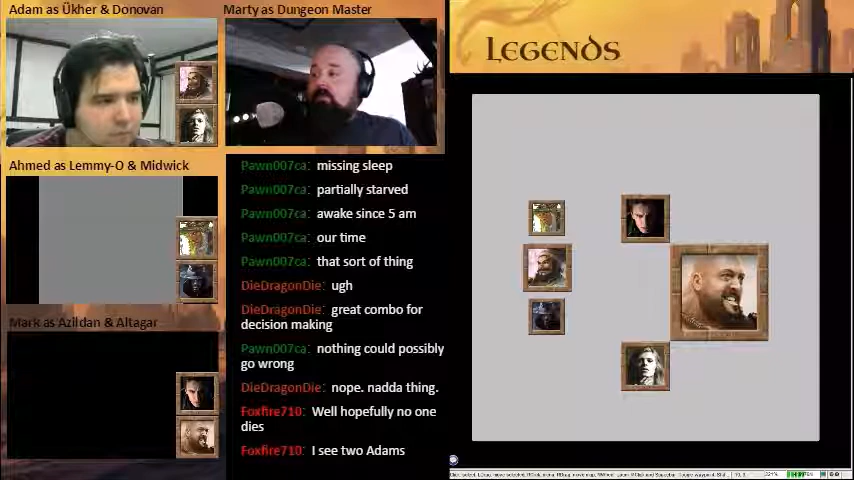 Adam as Ükher & Donovan
Marty as Dungeon Master
LEGENDS
Ahmed as Lemmy-O & Midwick
Mark as Azildan & Altagar
Pawn007ca: missing sleep
Pawn007ca: partially starved
Pawn007ca: awake since 5 am
Pawn007ca: our time
Pawn007ca: that sort of thing
DieDragonDie: ugh
DieDragonDie: great combo for
decision making
Pawn007ca: nothing could possibly
go wrong
DieDragonDie: nope. nadda thing.
Foxfire710: Well hopefully no one
dies
Foxfire710: I see two Adams